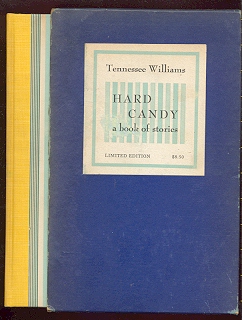 Tennessee Williams
HARD
CANDY
a book of stories
LIMITED EDITION $8.50